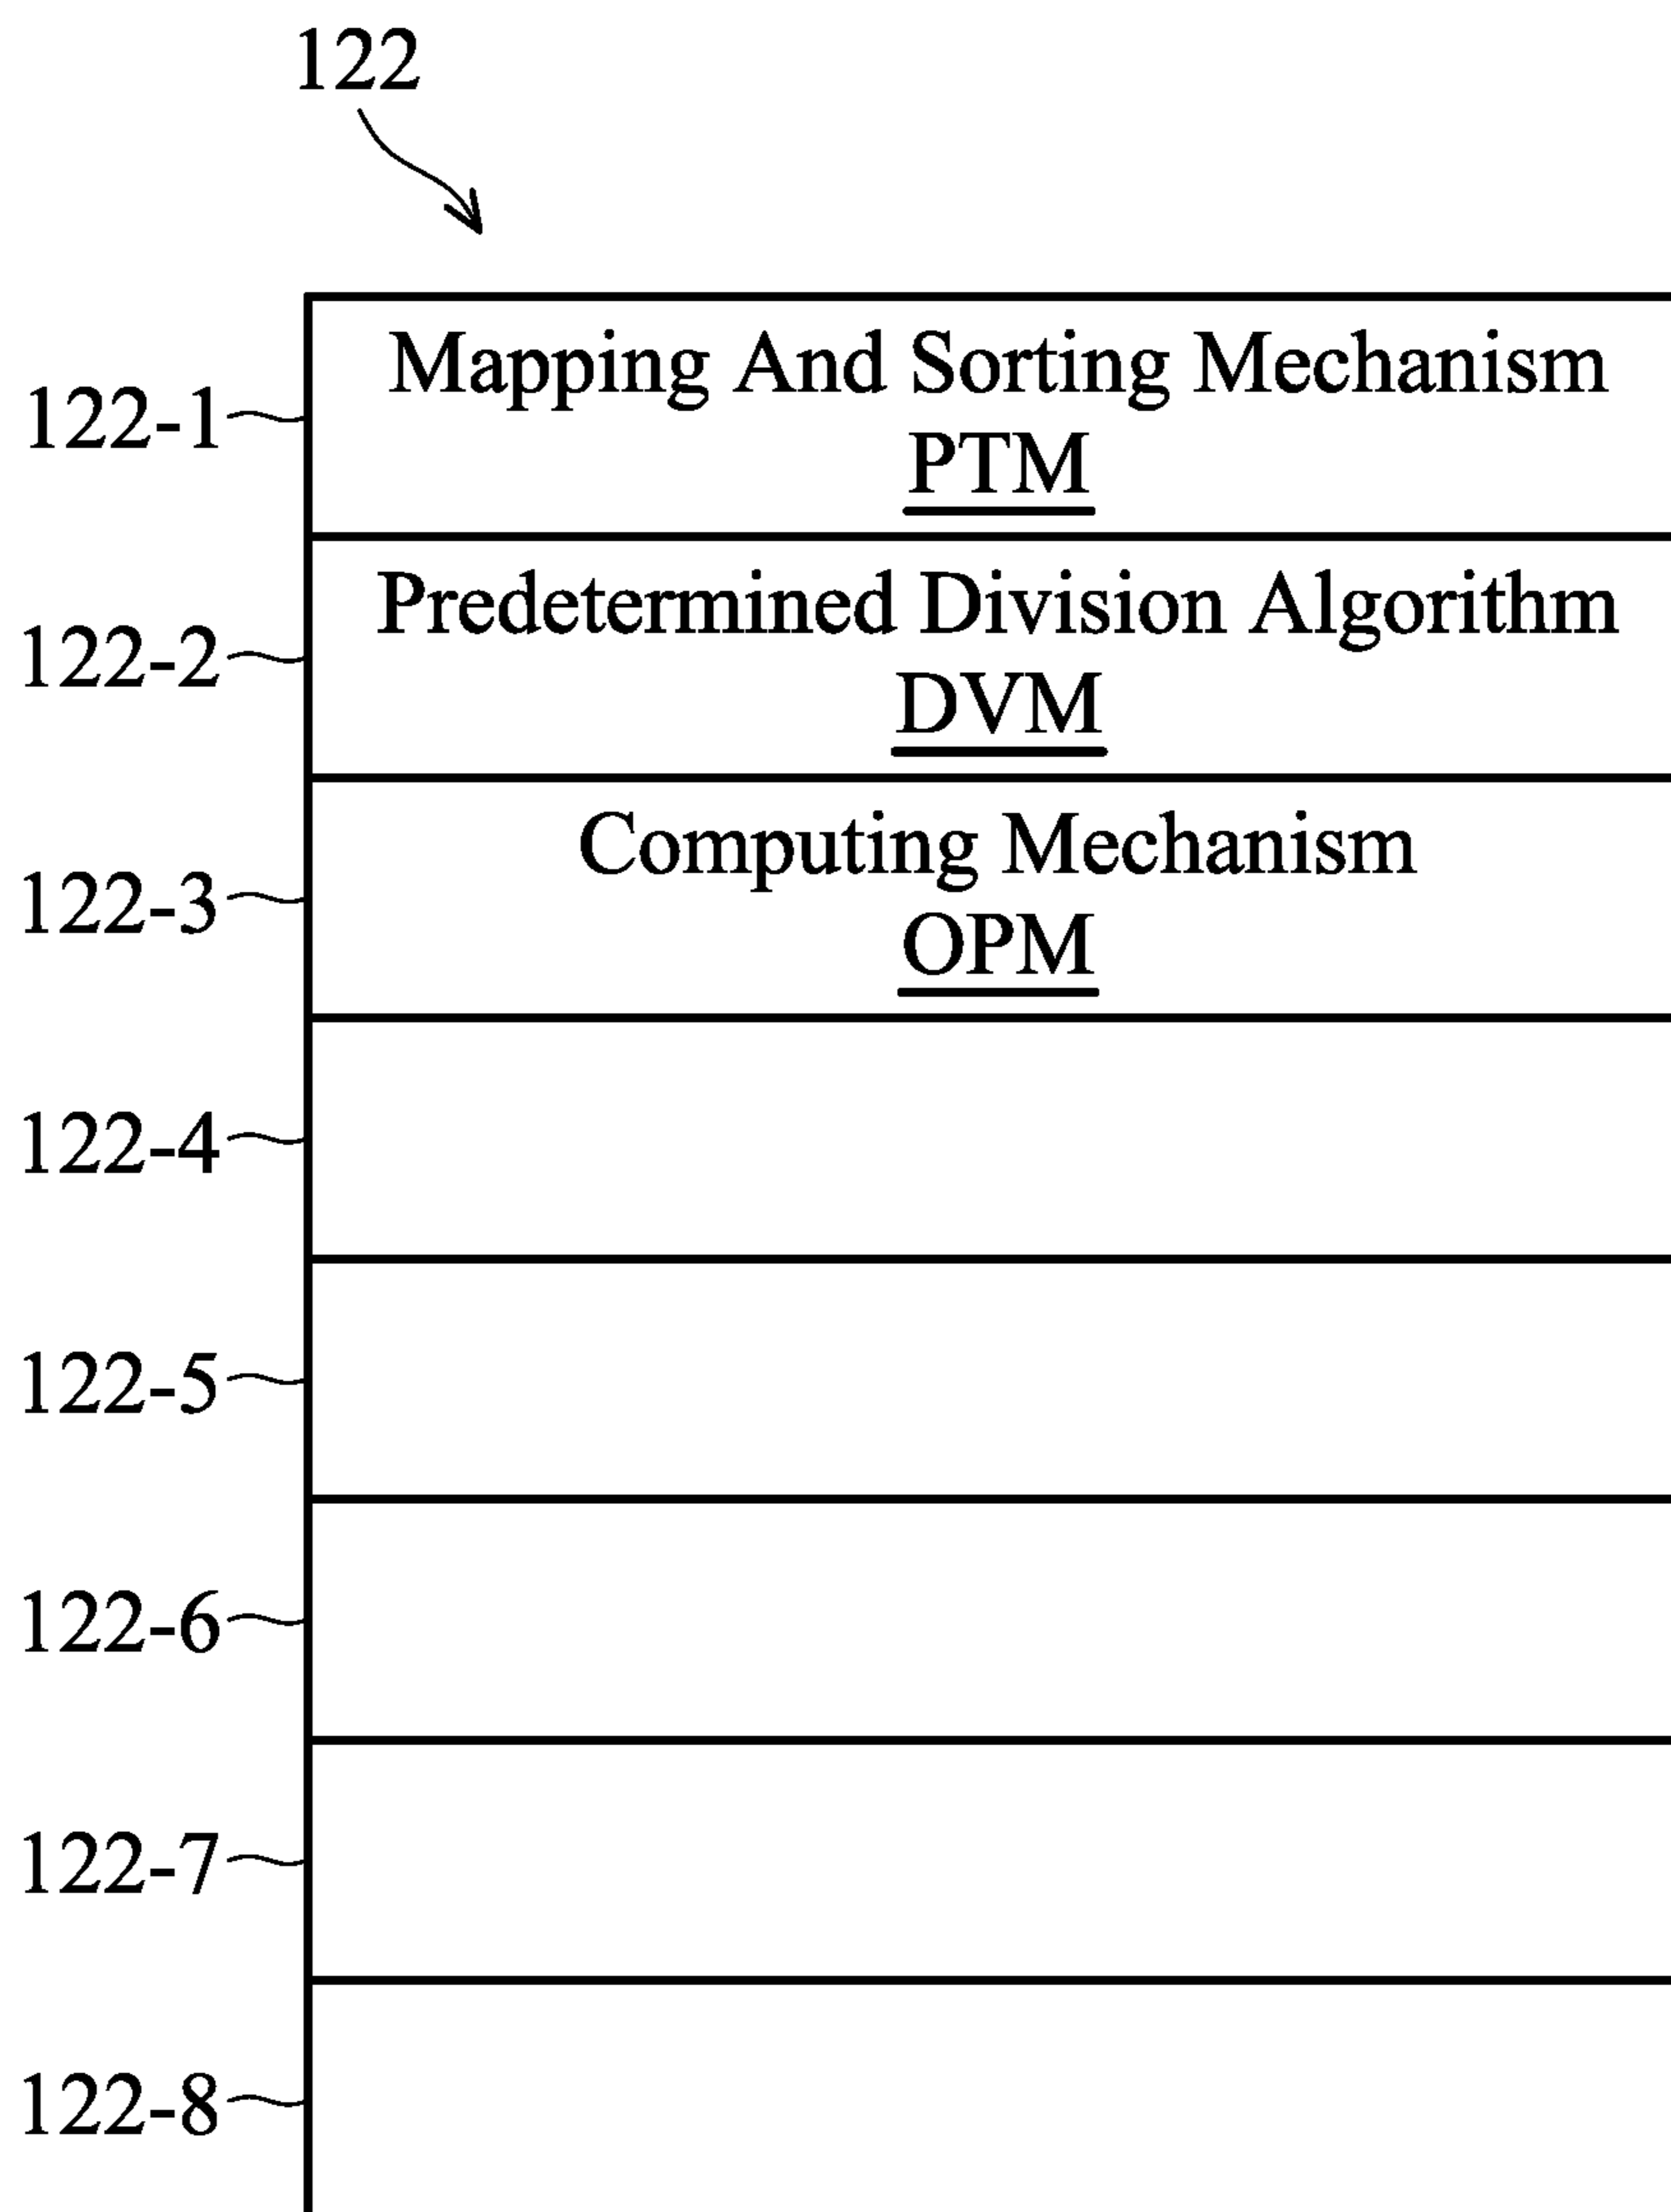 122
122-1
Mapping And Sorting Mechanism
PTM
122-2
Predetermined Division Algorithm
DVM
122-3
Computing Mechanism
OPM
122-4
122-5
122-6
122-7
122-8